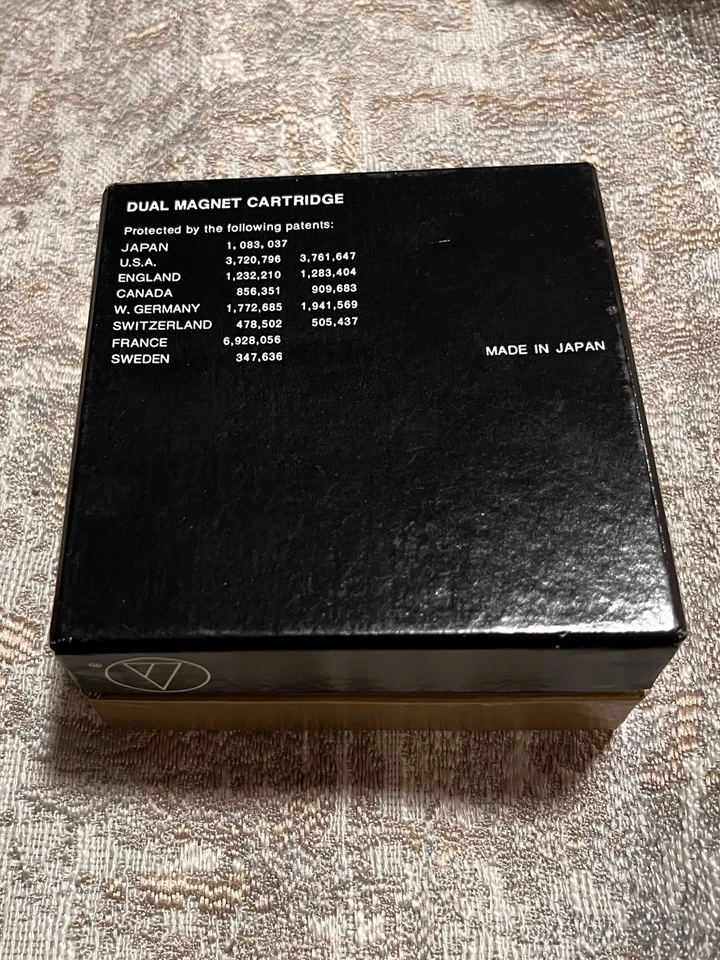 DUAL MAGNET CARTRIDGE
Protected by the following patents:
JAPAN 1, 083, 037
U.S.A. 3,720,796 3,761,647
ENGLAND 1,232,210 1,283,404
CANADA 856,351 909,683
W. GERMANY 1,772,685 1,941,569
SWITZERLAND 478,502 505,437
FRANCE 6,928,056
SWEDEN 347,636
MADE IN JAPAN
®